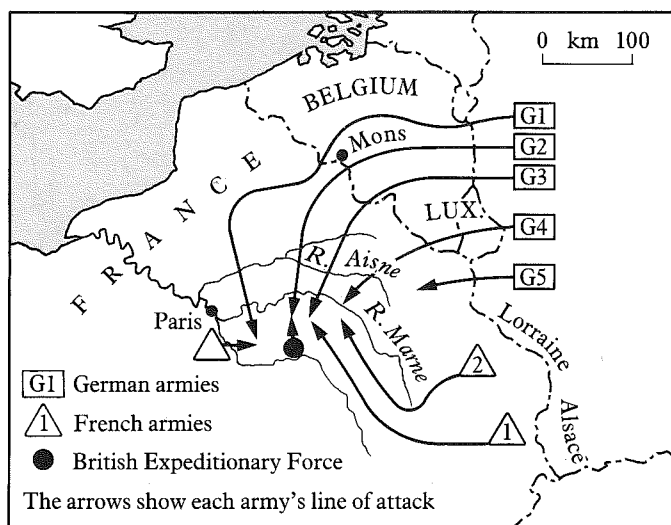 0 km 100
BELGIUM
G1
Mons
G2
G3
FRANCE
LUX
G4
R. Aisne
G5
Paris
R. Marne
Lorraine
2
G1 German armies
Alsace
1 French armies
1
British Expeditionary Force
The arrows show each army's line of attack